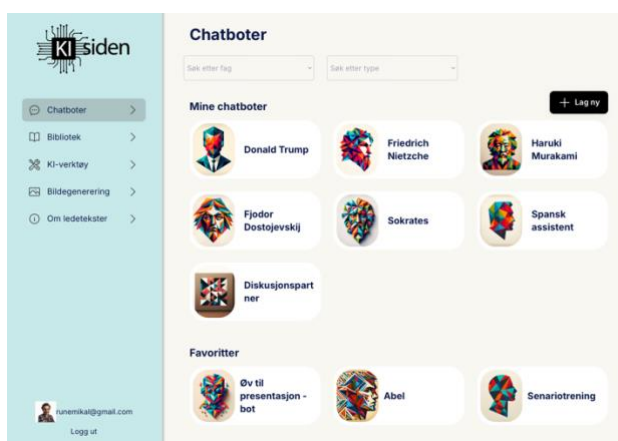 KI siden
Chatboter
Bibliotek
KI-verktøy
Bildegenerering
Om ledetekster
runemikal@gmail.com
Logg ut
Chatboter
Søk etter fag
Søk etter type
Mine chatboter
+ Lag ny
Donald Trump
Friedrich
Nietzche
Haruki
Murakami
Fjodor
Dostojevskij
Sokrates
Spansk
assistent
Diskusjonspart
ner
Favoritter
Øv til
presentasjon -
bot
Abel
Senariotrening